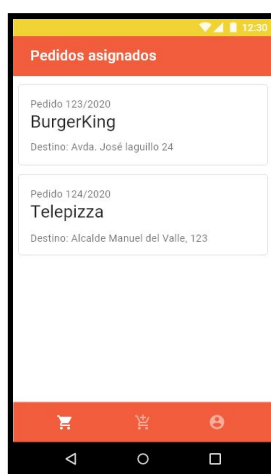 12:30
Pedidos asignados
Pedido 123/2020
BurgerKing
Destino: Avda. José laguillo 24
Pedido 124/2020
Telepizza
Destino: Alcalde Manuel del Valle, 123